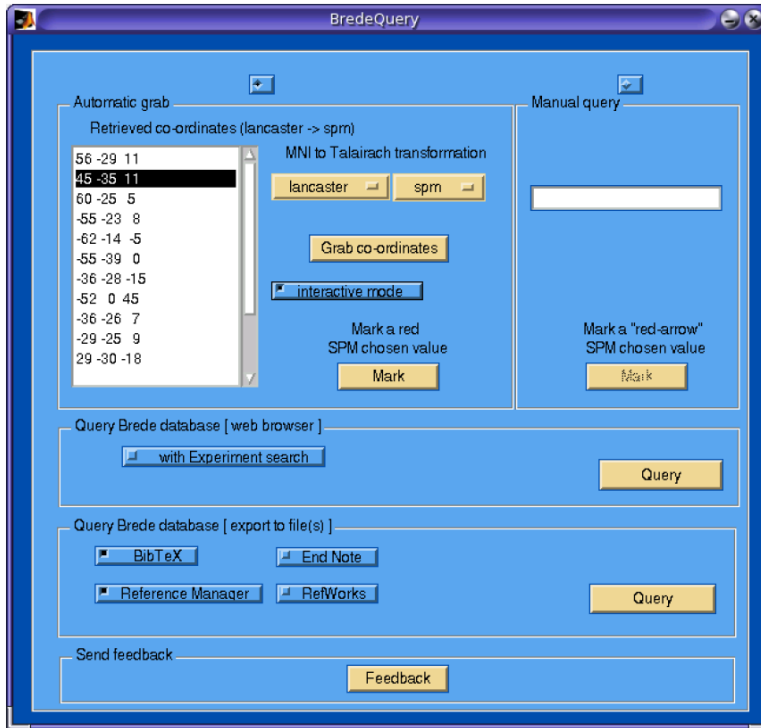 BredeQuery
Automatic grab
Retrieved co-ordinates (lancaster -> spm)
56 -29 11
45 -35 11
60 -25 5
-55 -23 8
-62 -14 -5
-55 -39 0
-36 -28 -15
-52 0 45
-36 -26 7
-29 -25 9
29 -30 -18
MNI to Talairach transformation
lancaster
spm
Grab co-ordinates
interactive mode
Mark a red
SPM chosen value
Mark
Manual query
Mark a "red-arrow"
SPM chosen value
Mark
Query Brede database [ web browser ]
with Experiment search
Query
Query Brede database [ export to file(s) ]
BibTeX
End Note
Reference Manager
RefWorks
Query
Send feedback
Feedback